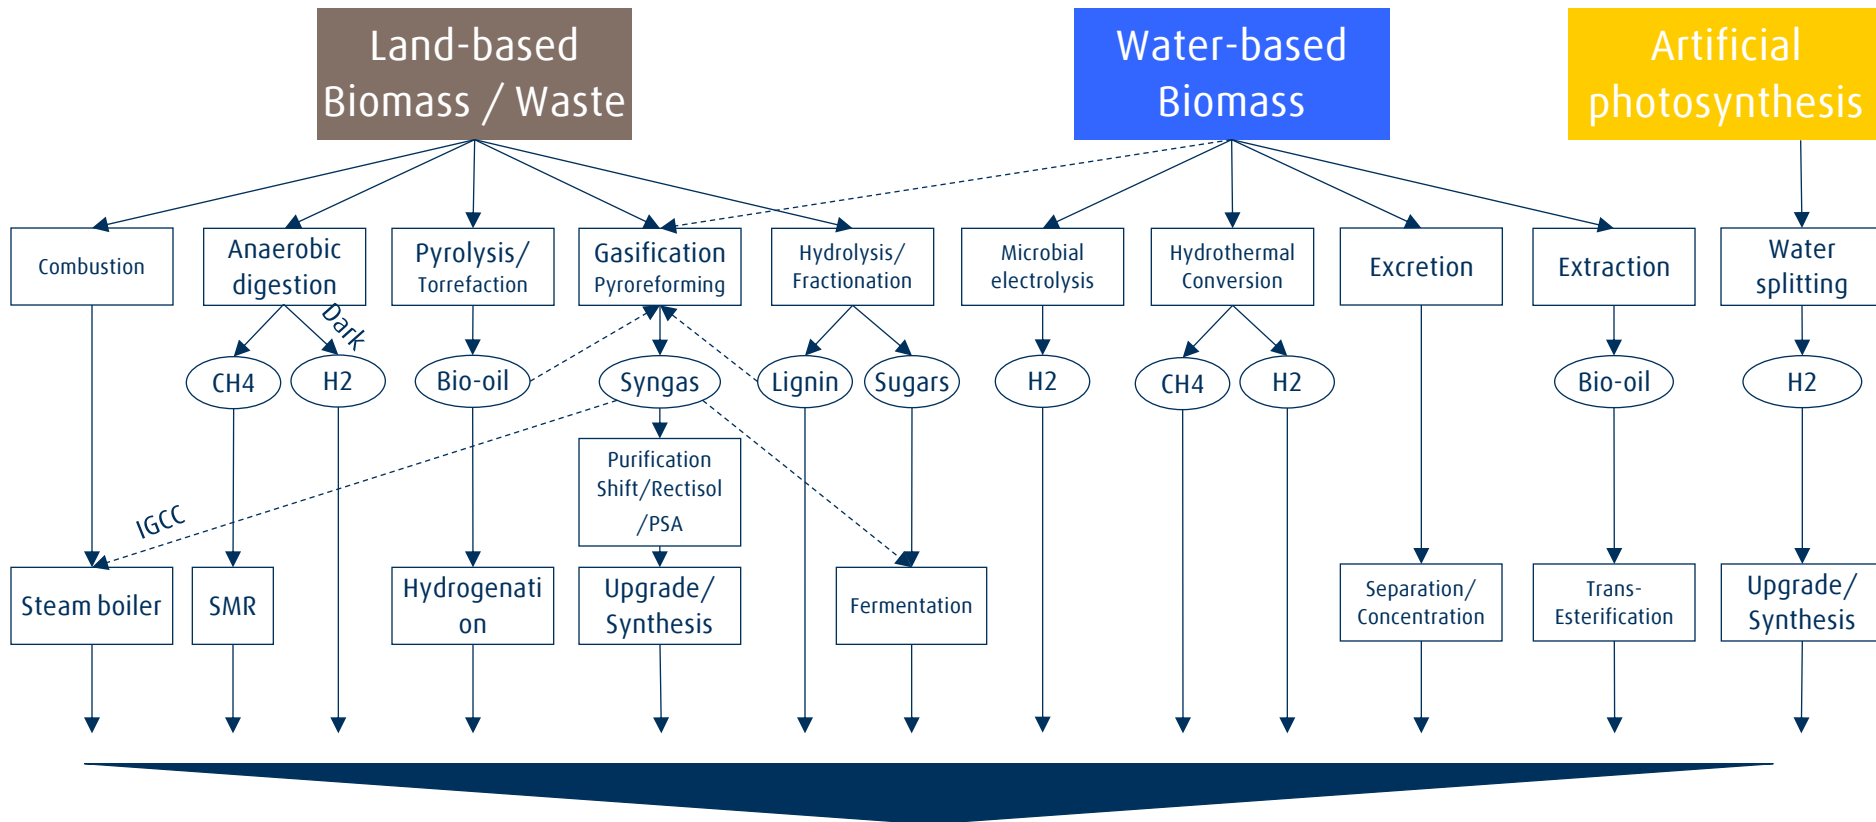 Land-based
Biomass / Waste
Water-based
Biomass
Artificial
photosynthesis
Combustion
Anaerobic
digestion
Pyrolysis/
Torrefaction
Gasification
Pyroreforming
Hydrolysis/
Fractionation
Microbial
electrolysis
Hydrothermal
Conversion
Excretion
Extraction
Water
splitting
Dark
CH4
H2
Bio-oil
Syngas
Lignin
Sugars
H2
CH4
H2
Bio-oil
H2
Purification
Shift/Rectisol
/PSA
IGCC
Steam boiler
SMR
Hydrogenati
on
Upgrade/
Synthesis
Fermentation
Separation/
Concentration
Trans-
Esterification
Upgrade/
Synthesis